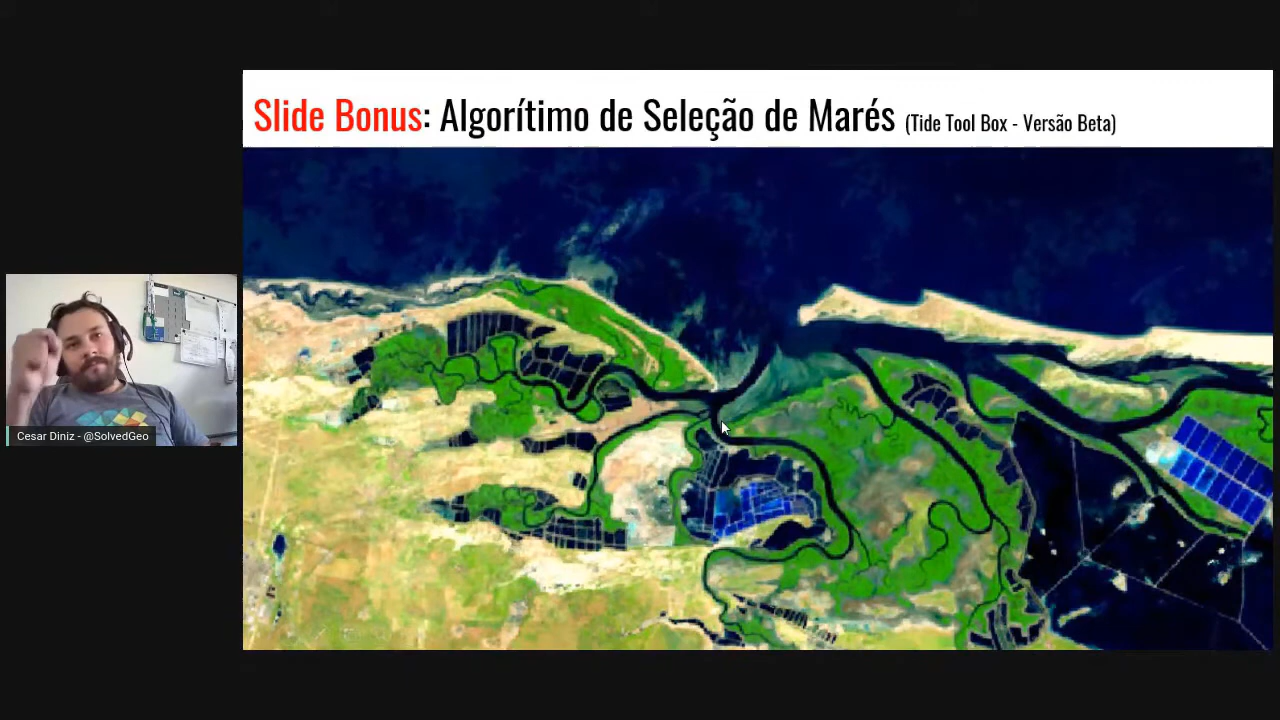 Slide Bonus: Algorítimo de Seleção de Marés (Tide Tool Box - Versão Beta)
Cesar Diniz - @SolvedGeo